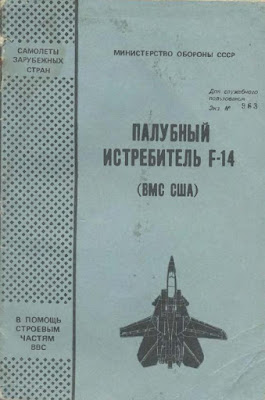 САМОЛЕТЫ
ЗАРУБЕЖНЫХ
СТРАН
МИНИСТЕРСТВО ОБОРОНЫ СССР
Для служебного
пользования
Экз. № 963
ПАЛУБНЫЙ
ИСТРЕБИТЕЛЬ F-14
(ВМС США)
В ПОМОЩЬ
СТРОЕВЫМ
ЧАСТЯМ
ВВС